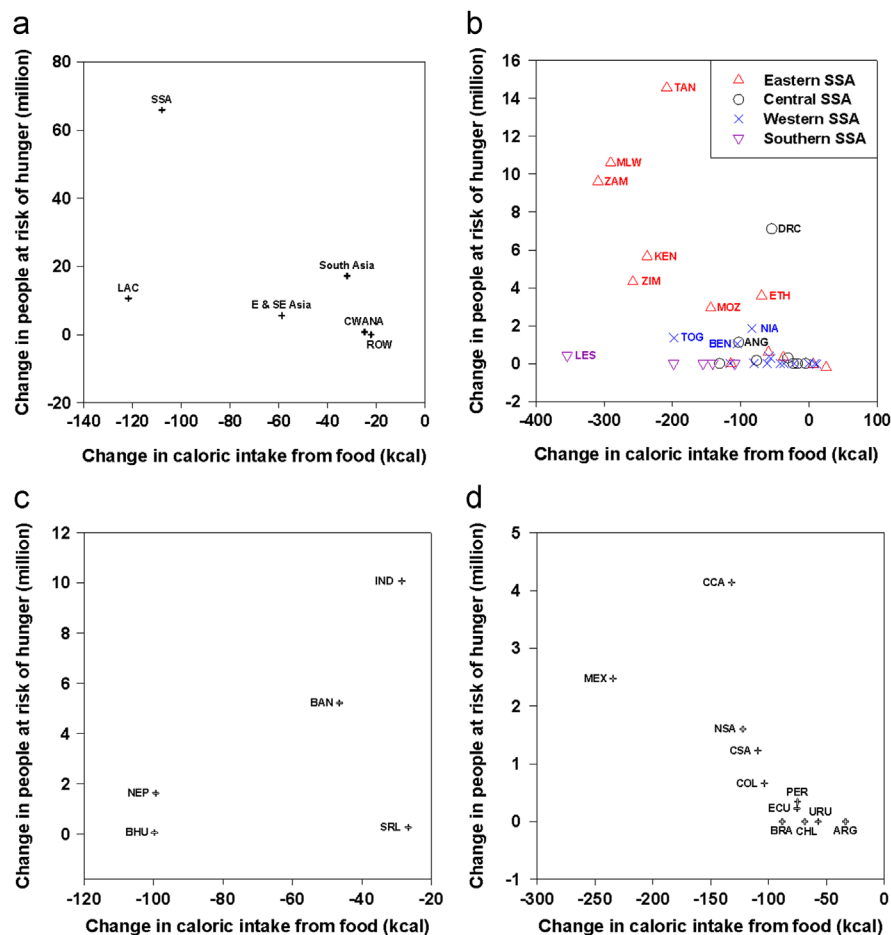 a
Change in people at risk of hunger (million)
80
60
40
20
0
-20
SSA
LAC
South Asia
E & SE Asia
CWANA
ROW
-140 -120 -100 -80 -60 -40 -20 0
Change in caloric intake from food (kcal)
b
Change in people at risk of hunger (million)
16
14
12
10
8
6
4
2
0
-2
Eastern SSA
Central SSA
Western SSA
Southern SSA
TAN
MLW
ZAM
DRC
KEN
ZIM
ETH
MOZ
NIA
TOG
BEN
ANG
LES
-400 -300 -200 -100 0 100
Change in caloric intake from food (kcal)
c
Change in people at risk of hunger (million)
12
10
8
6
4
2
0
IND
BAN
NEP
BHU
SRL
-120 -100 -80 -60 -40 -20
Change in caloric intake from food (kcal)
d
Change in people at risk of hunger (million)
5
4
3
2
1
0
-1
CCA
MEX
NSA
CSA
COL
PER
ECU
URU
BRA
CHL
ARG
-300 -250 -200 -150 -100 -50 0
Change in caloric intake from food (kcal)